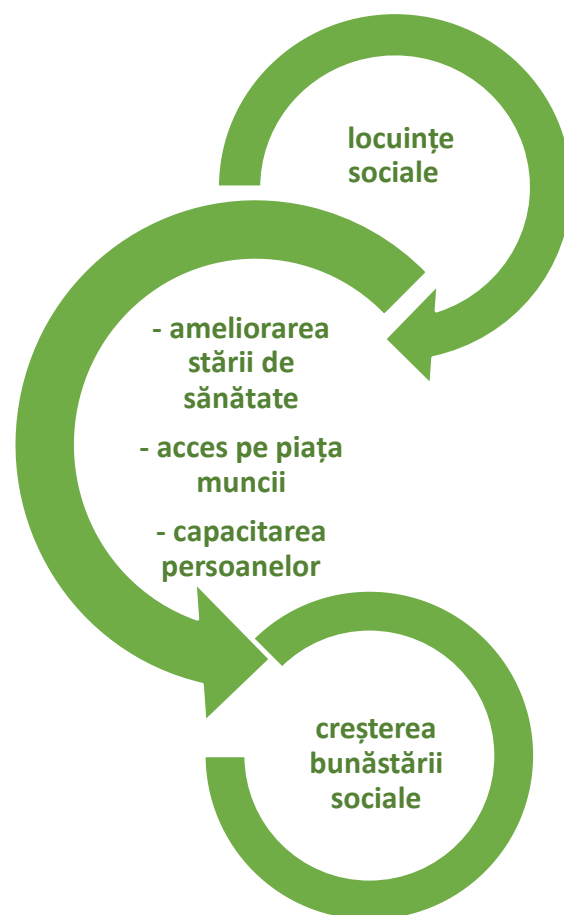 locuințe
sociale
- ameliorarea
stării de
sănătate
- acces pe piața
muncii
- capacitarea
persoanelor
creșterea
bunăstării
sociale